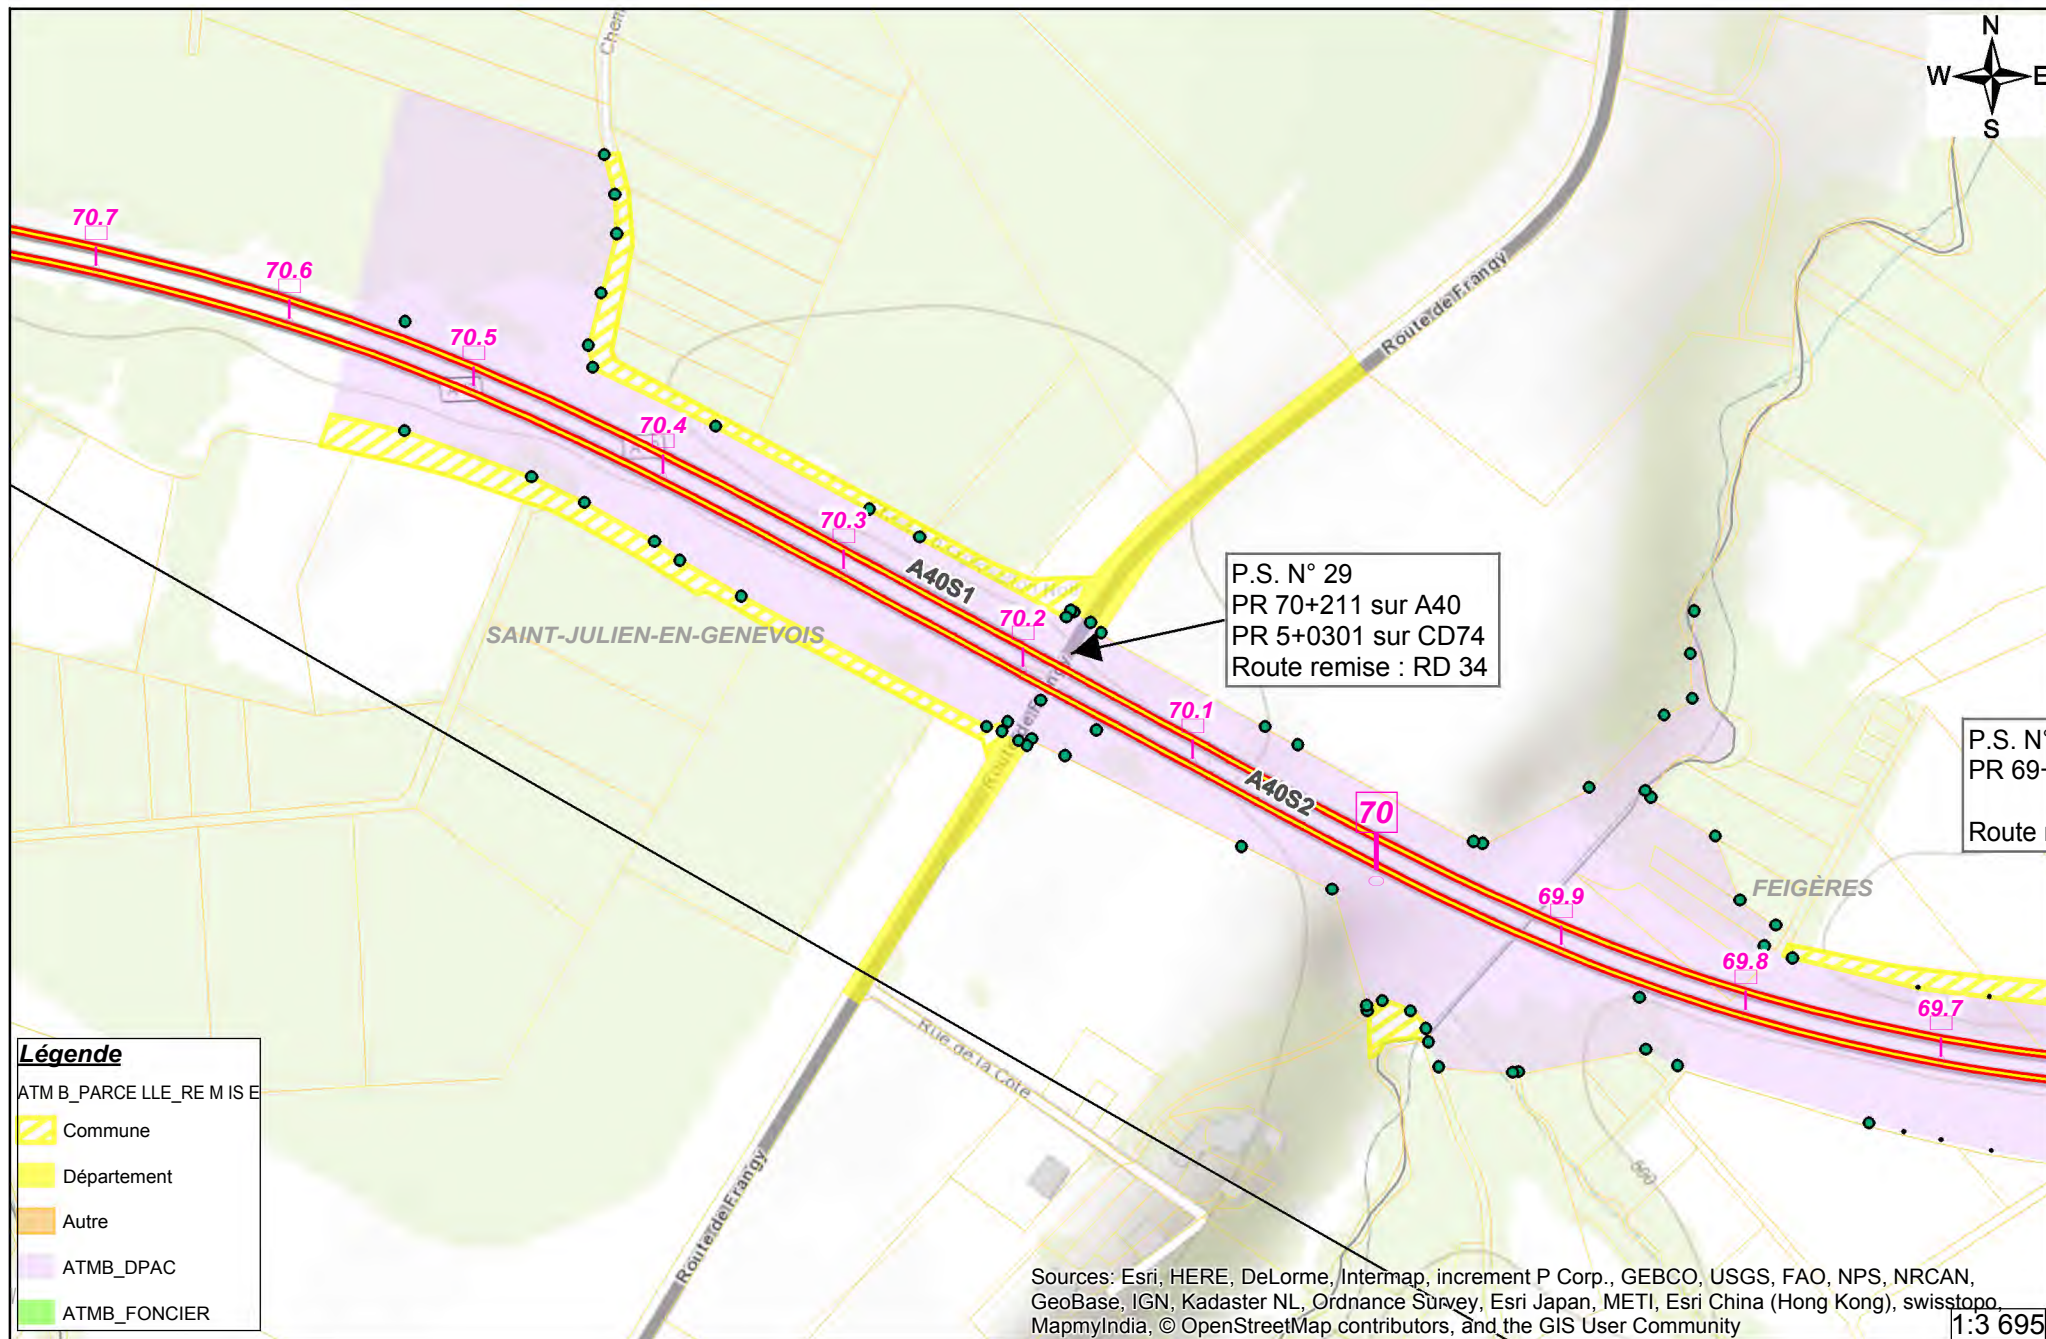 N
W E
S
Chem
70.7
70.6
70.5
70.4
70.3
70.2
70.1
70
69.9
69.8
69.7
A40S1
A40S2
Route de Frangy
Route de Frangy
Route de Frangy
Rue de la Côte
SAINT-JULIEN-EN-GENEVOIS
FEIGÈRES
500
P.S. N° 29
PR 70+211 sur A40
PR 5+0301 sur CD74
Route remise : RD 34
P.S. N°
PR 69+
Route r
Légende
ATM B_PARCE LLE_RE M IS E
Commune
Département
Autre
ATMB_DPAC
ATMB_FONCIER
Sources: Esri, HERE, DeLorme, Intermap, increment P Corp., GEBCO, USGS, FAO, NPS, NRCAN,
GeoBase, IGN, Kadaster NL, Ordnance Survey, Esri Japan, METI, Esri China (Hong Kong), swisstopo,
MapmyIndia, © OpenStreetMap contributors, and the GIS User Community
1:3 695